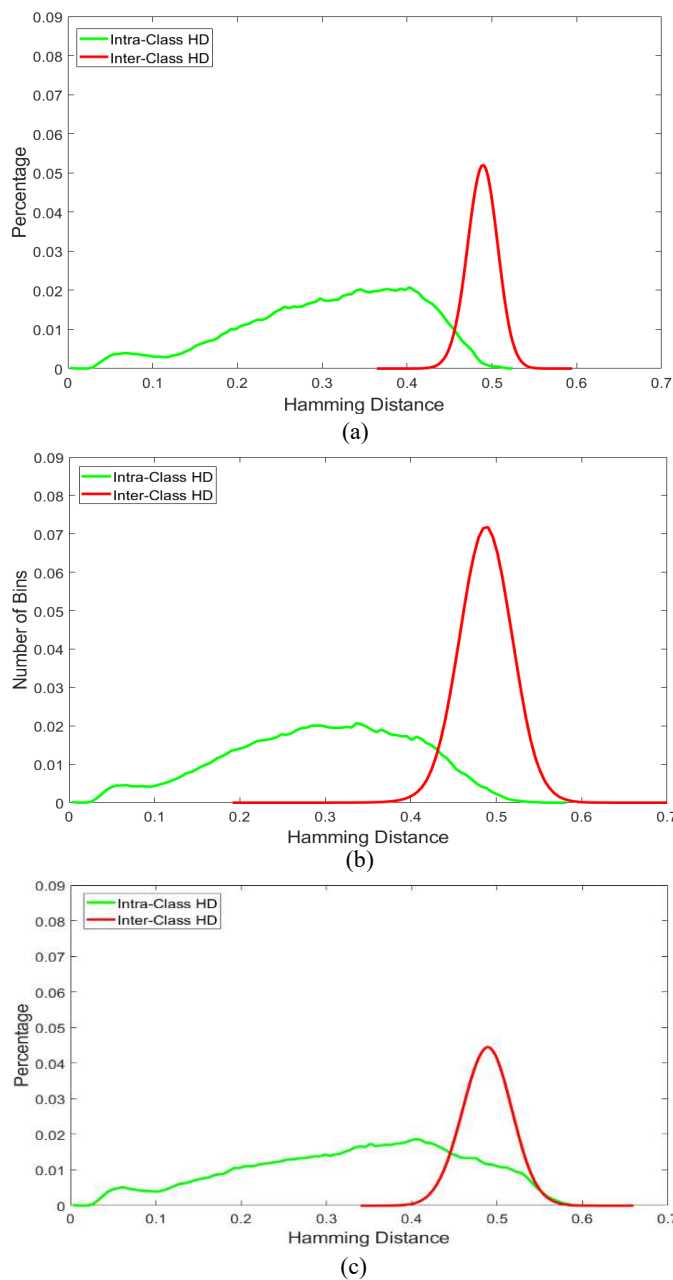 0.09
0.08
0.07
0.06
0.05
0.04
0.03
0.02
0.01
0
Percentage
Intra-Class HD
Inter-Class HD
0 0.1 0.2 0.3 0.4 0.5 0.6 0.7
Hamming Distance
(a)
0.09
0.08
0.07
0.06
0.05
0.04
0.03
0.02
0.01
0
Number of Bins
Intra-Class HD
Inter-Class HD
0 0.1 0.2 0.3 0.4 0.5 0.6 0.7
Hamming Distance
(b)
0.09
0.08
0.07
0.06
0.05
0.04
0.03
0.02
0.01
0
Percentage
Intra-Class HD
Inter-Class HD
0 0.1 0.2 0.3 0.4 0.5 0.6 0.7
Hamming Distance
(c)